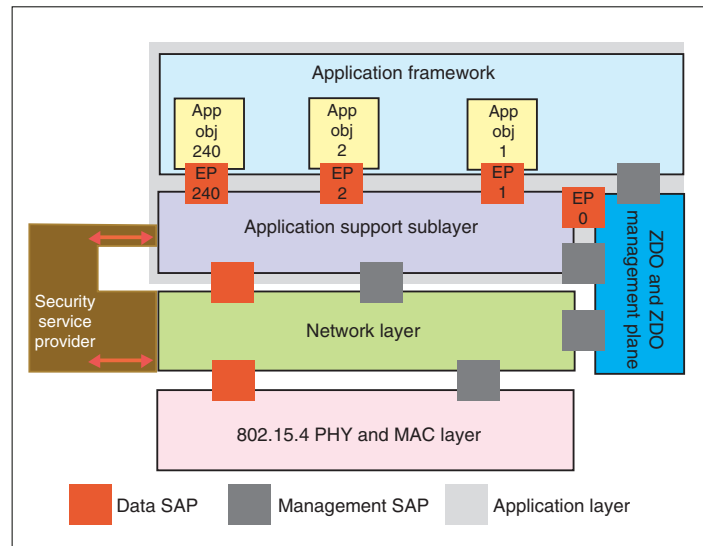 Application framework
App
obj
240
App
obj
2
App
obj
1
EP
240
EP
2
EP
1
EP
0
Application support sublayer
ZDO and ZDO
management plane
Security
service
provider
Network layer
802.15.4 PHY and MAC layer
Data SAP
Management SAP
Application layer